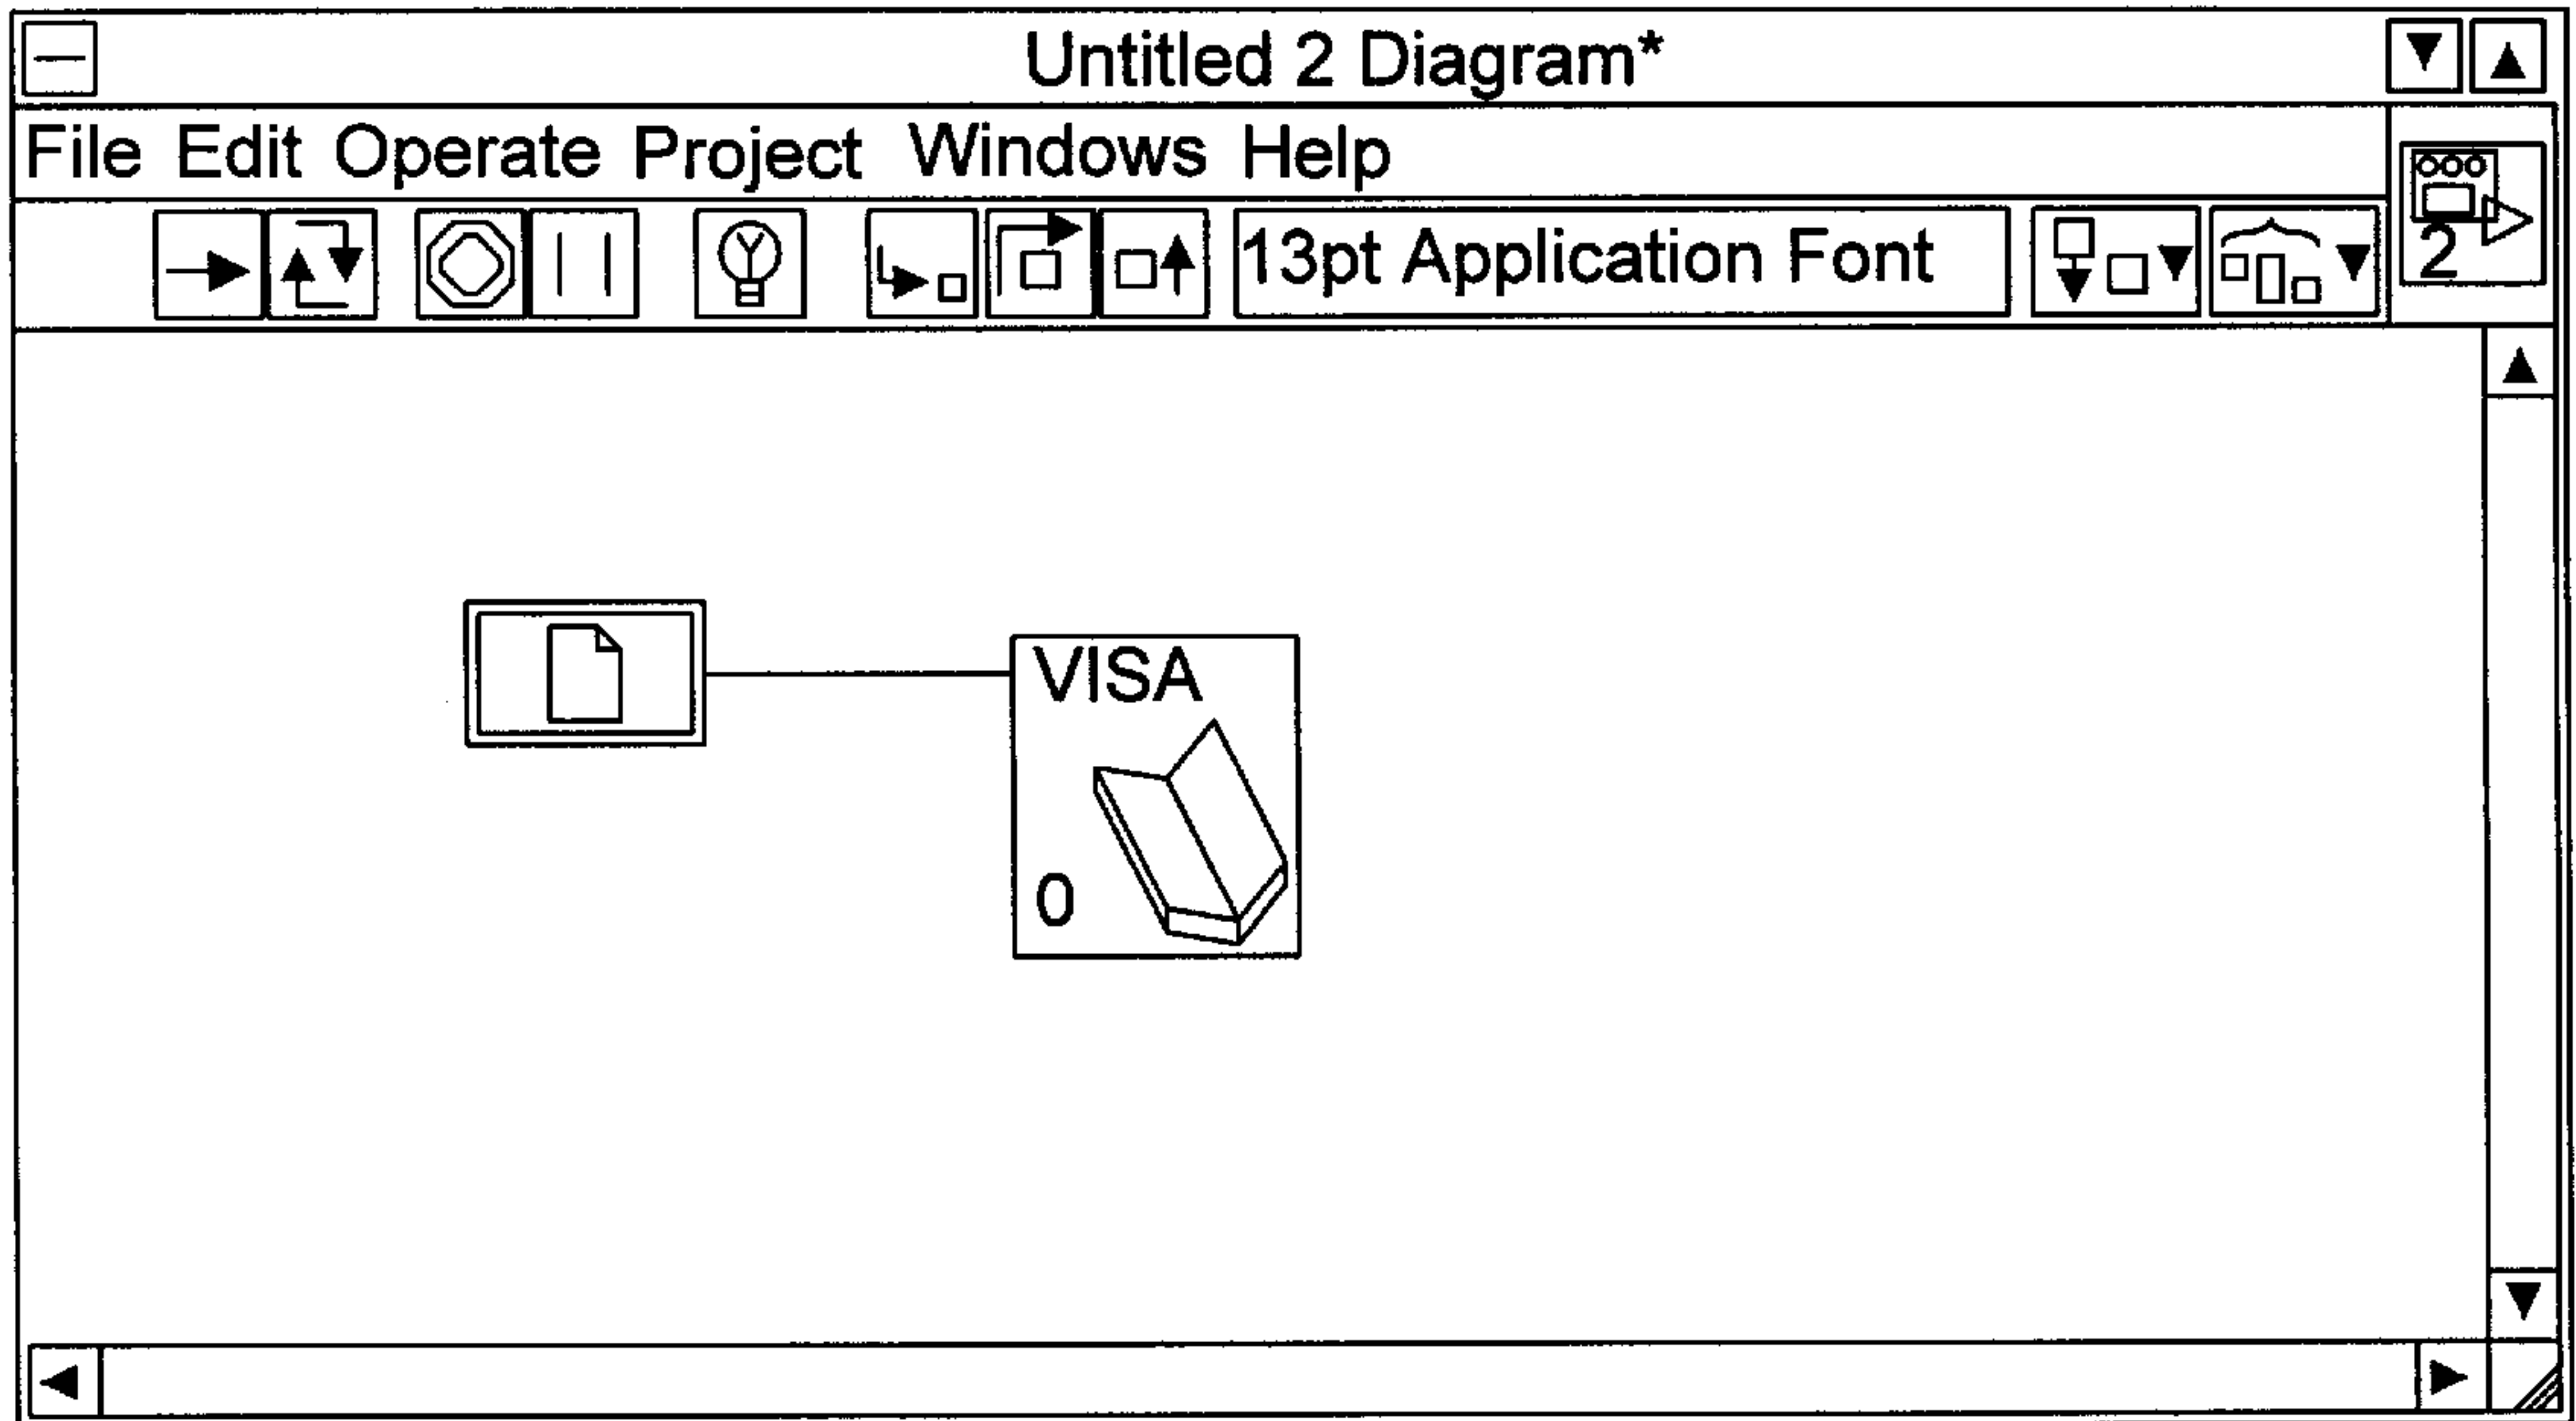 Untitled 2 Diagram*
File Edit Operate Project Windows Help
13pt Application Font
2
VISA
0